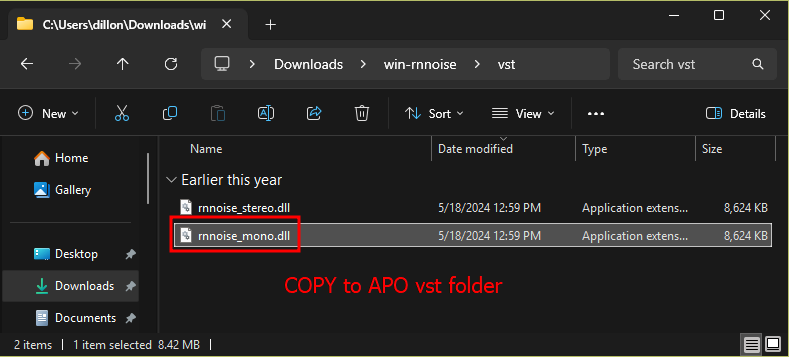 C:\Users\dillon\Downloads\wi
Downloads
win-rnnoise
vst
Search vst
New
Sort
View
Details
Name
Date modified
Type
Size
Home
Gallery
Desktop
Downloads
Documents
Earlier this year
rnnoise_stereo.dll 5/18/2024 12:59 PM Application extens... 8,624 KB
rnnoise_mono.dll 5/18/2024 12:59 PM Application extens... 8,624 KB
COPY to APO vst folder
2 items 1 item selected 8.42 MB